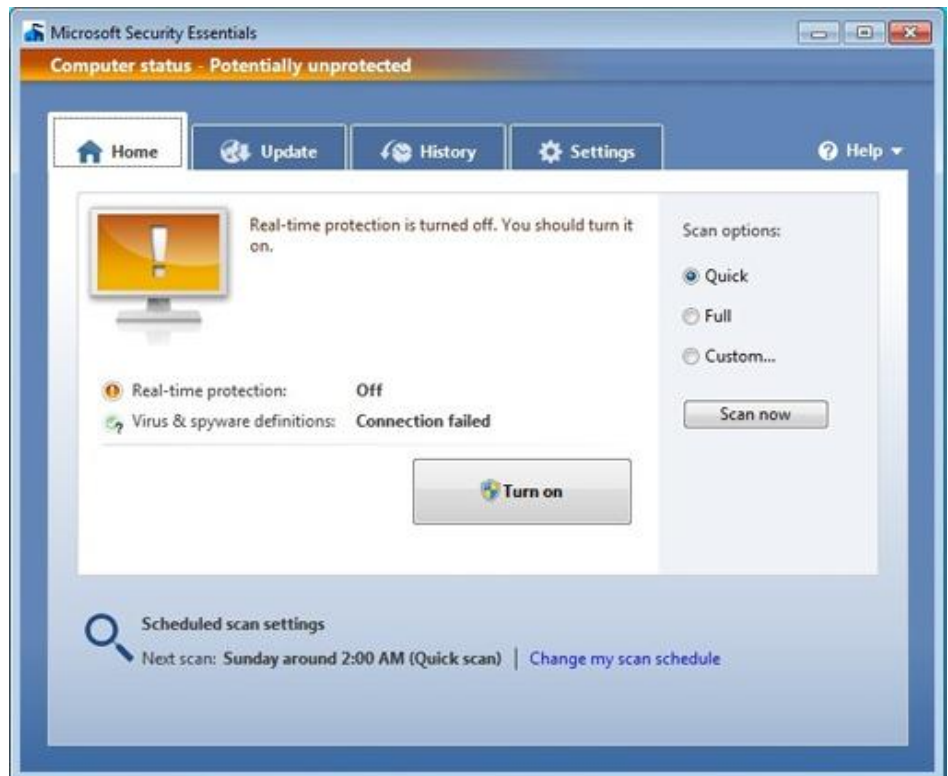 Microsoft Security Essentials
Computer status - Potentially unprotected
Home
Update
History
Settings
Help
Real-time protection is turned off. You should turn it
on.
Scan options:
Quick
Full
Custom...
Scan now
Real-time protection: Off
Virus & spyware definitions: Connection failed
Turn on
Scheduled scan settings
Next scan: Sunday around 2:00 AM (Quick scan) | Change my scan schedule